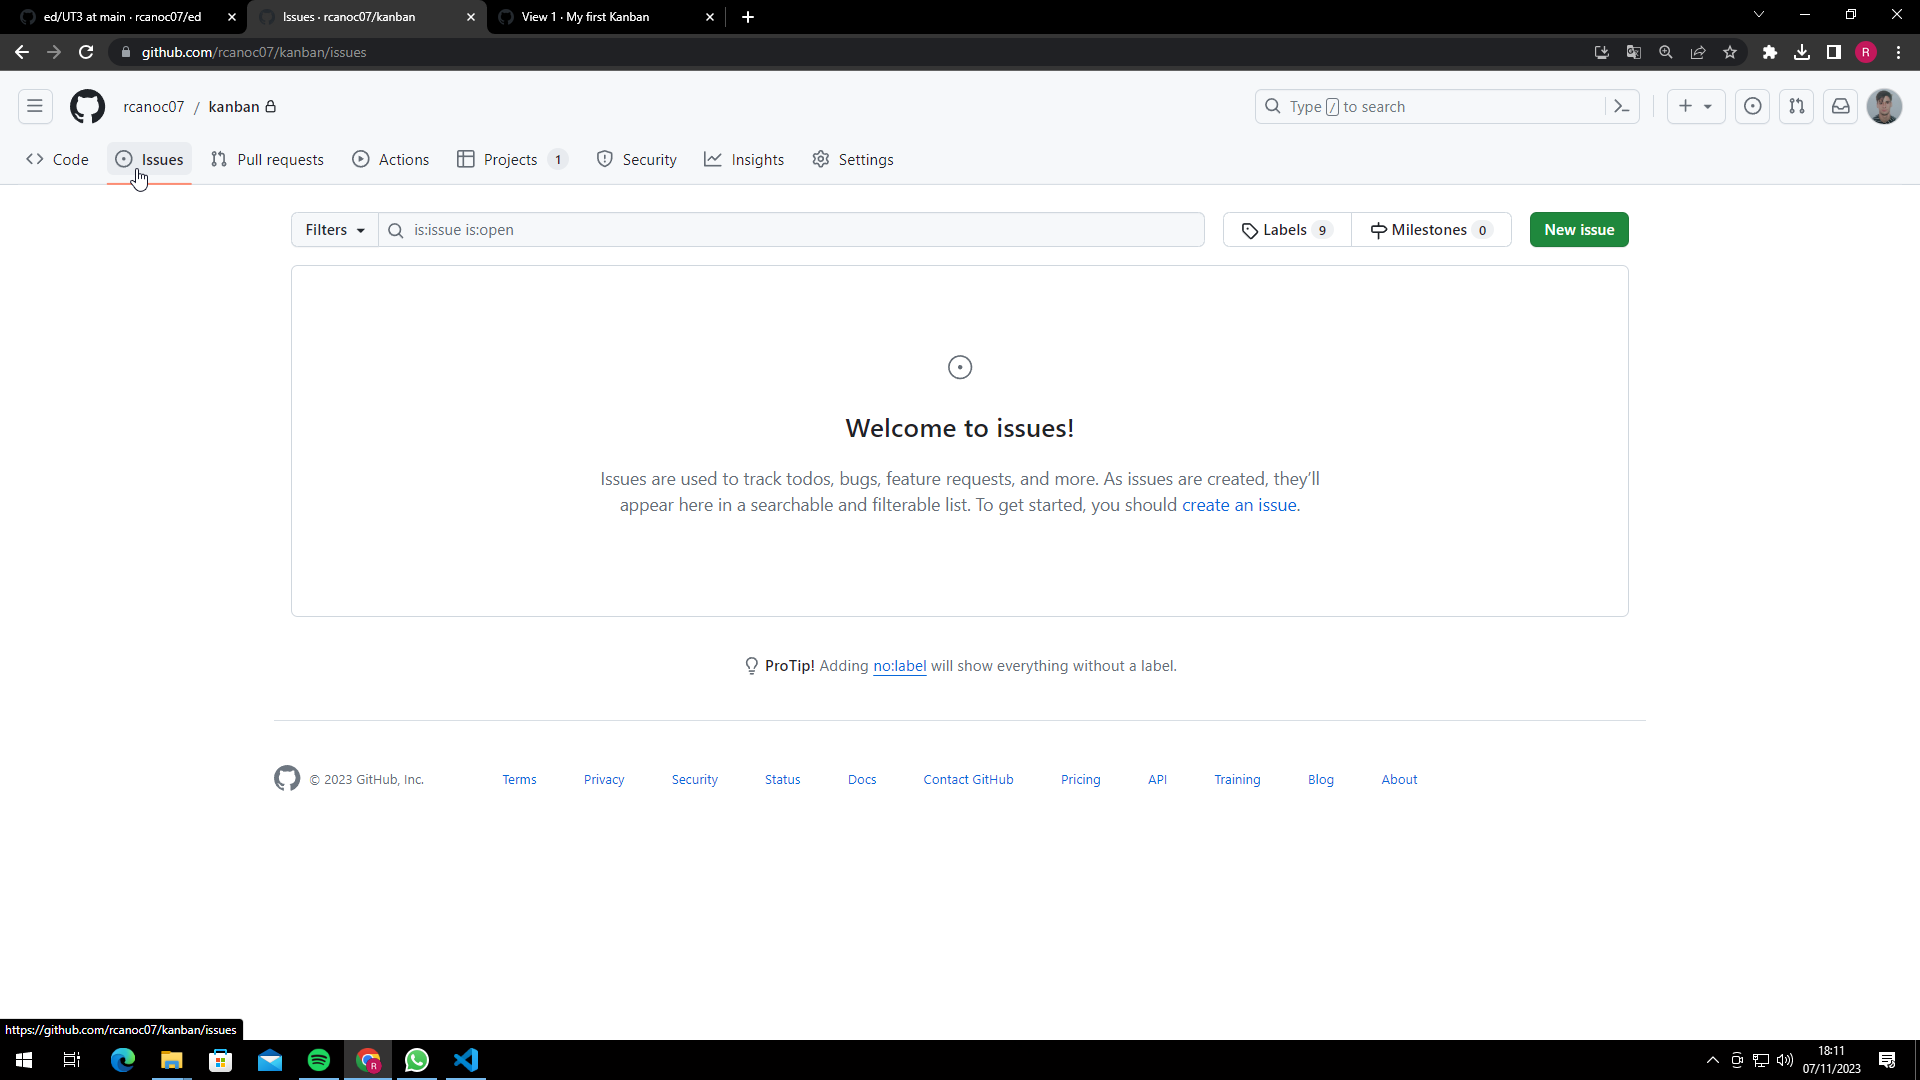 ed/UT3 at main · rcanoc07/ed
Issues · rcanoc07/kanban
View 1 · My first Kanban
github.com/rcanoc07/kanban/issues
R
rcanoc07 / kanban
Type / to search
Code
Issues
Pull requests
Actions
Projects 1
Security
Insights
Settings
Filters
is:issue is:open
Labels 9
Milestones 0
New issue
Welcome to issues!
Issues are used to track todos, bugs, feature requests, and more. As issues are created, they’ll
appear here in a searchable and filterable list. To get started, you should create an issue.
ProTip! Adding no:label will show everything without a label.
© 2023 GitHub, Inc.
Terms
Privacy
Security
Status
Docs
Contact GitHub
Pricing
API
Training
Blog
About
https://github.com/rcanoc07/kanban/issues
R
18:11
07/11/2023